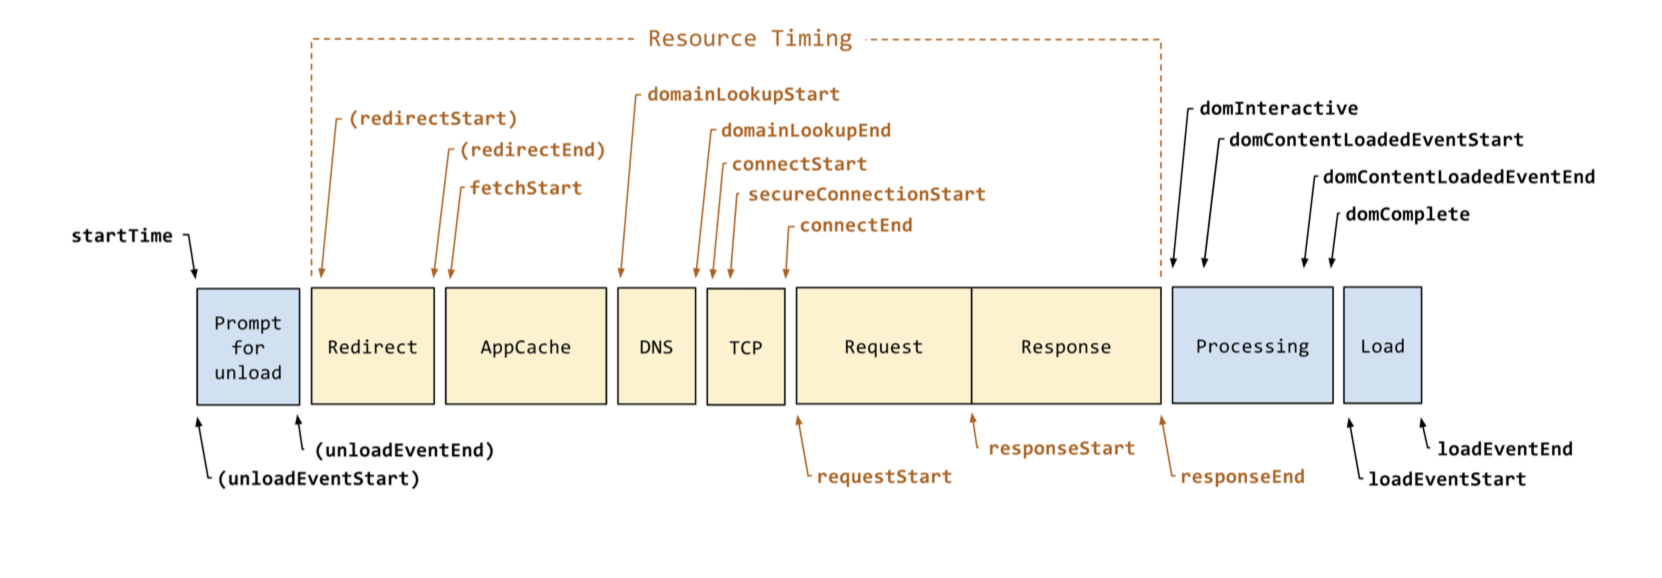 Resource Timing
domainLookupStart
(redirectStart)
domainLookupEnd
(redirectEnd)
connectStart
fetchStart
secureConnectionStart
connectEnd
domInteractive
domContentLoadedEventStart
domContentLoadedEventEnd
domComplete
startTime
Prompt
for
unload
Redirect
AppCache
DNS
TCP
Request
Response
Processing
Load
(unloadEventEnd)
(unloadEventStart)
responseStart
requestStart
responseEnd
loadEventEnd
loadEventStart